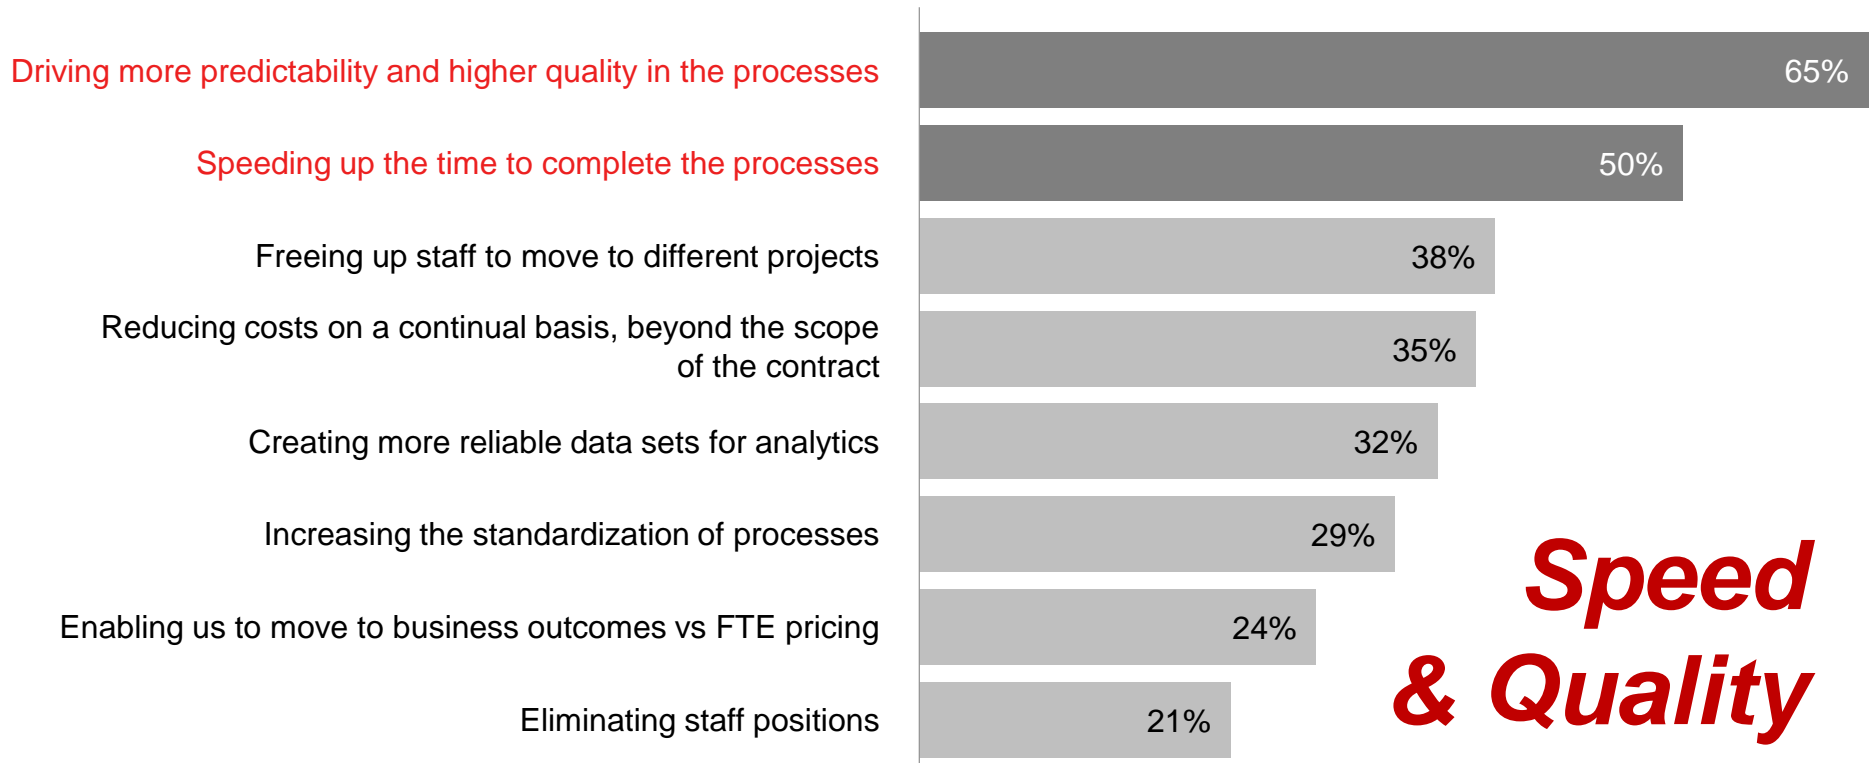 Driving more predictability and higher quality in the processes
65%
Speeding up the time to complete the processes
50%
Freeing up staff to move to different projects
38%
Reducing costs on a continual basis, beyond the scope
of the contract
35%
Creating more reliable data sets for analytics
32%
Increasing the standardization of processes
29%
Enabling us to move to business outcomes vs FTE pricing
24%
Eliminating staff positions
21%
Speed
& Quality